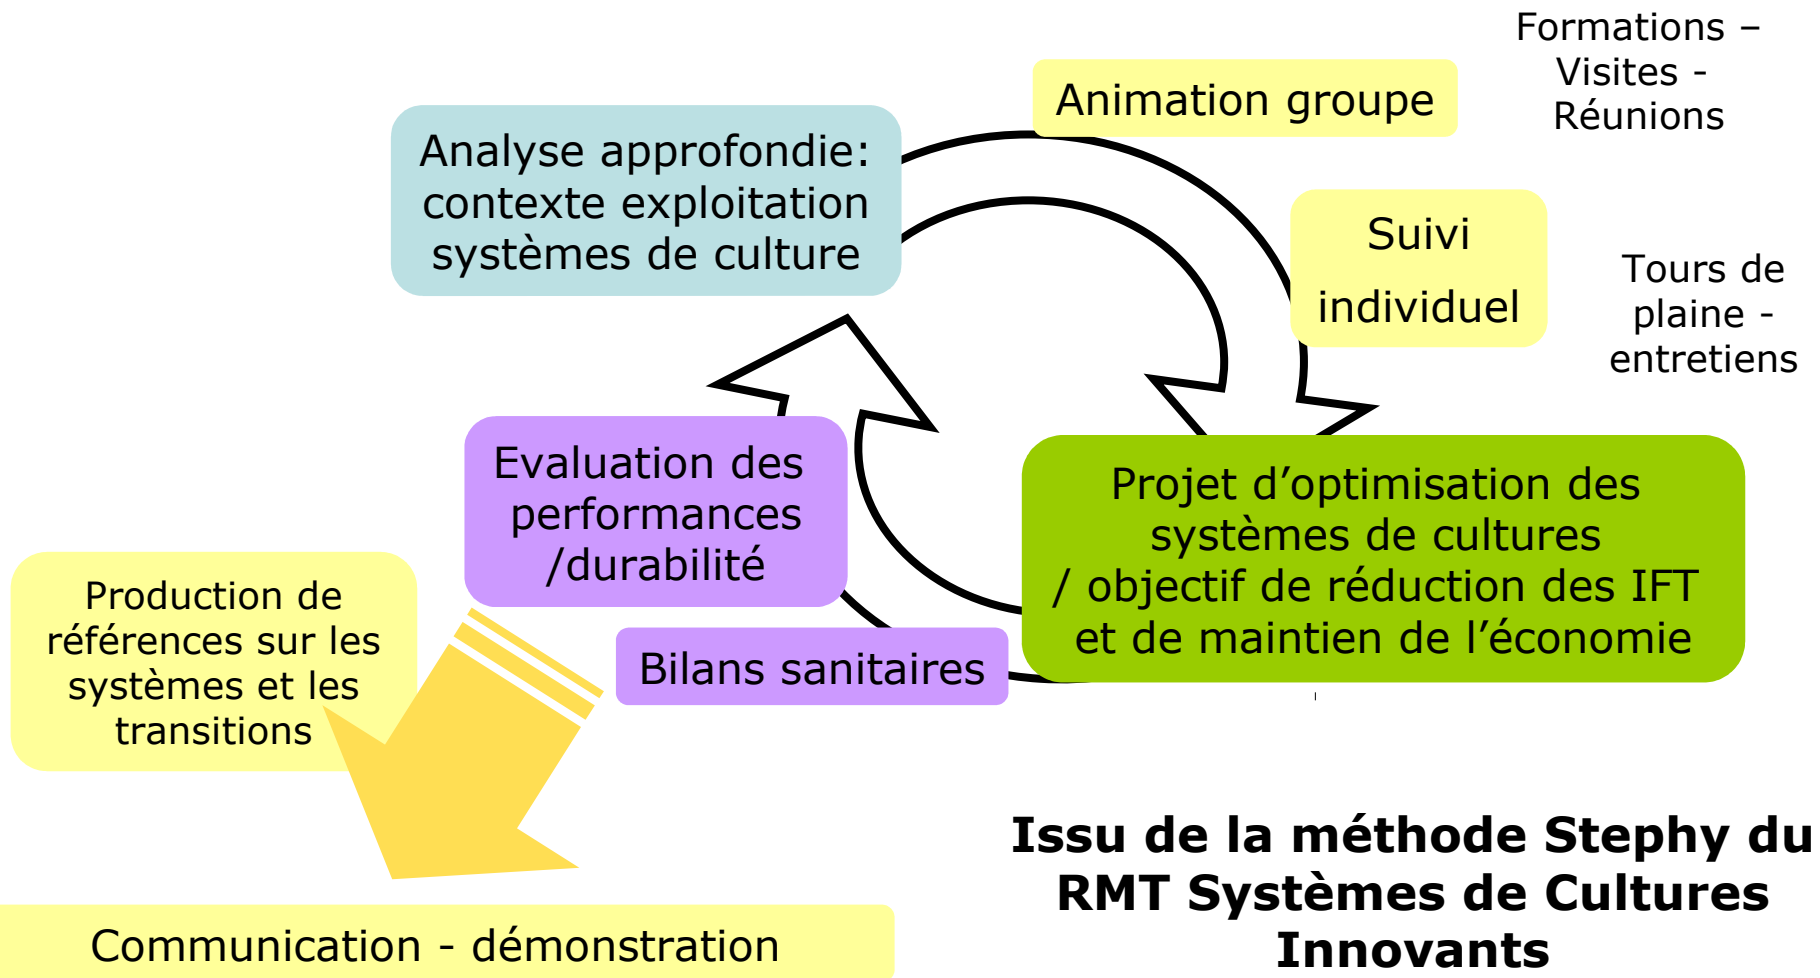 Formations –
Visites -
Réunions
Animation groupe
Analyse approfondie:
contexte exploitation
systèmes de culture
Suivi
individuel
Tours de
plaine -
entretiens
Evaluation des
performances
/durabilité
Projet d’optimisation des
systèmes de cultures
/ objectif de réduction des IFT
et de maintien de l’économie
Production de
références sur les
systèmes et les
transitions
Bilans sanitaires
Issu de la méthode Stephy du
RMT Systèmes de Cultures
Innovants
Communication - démonstration